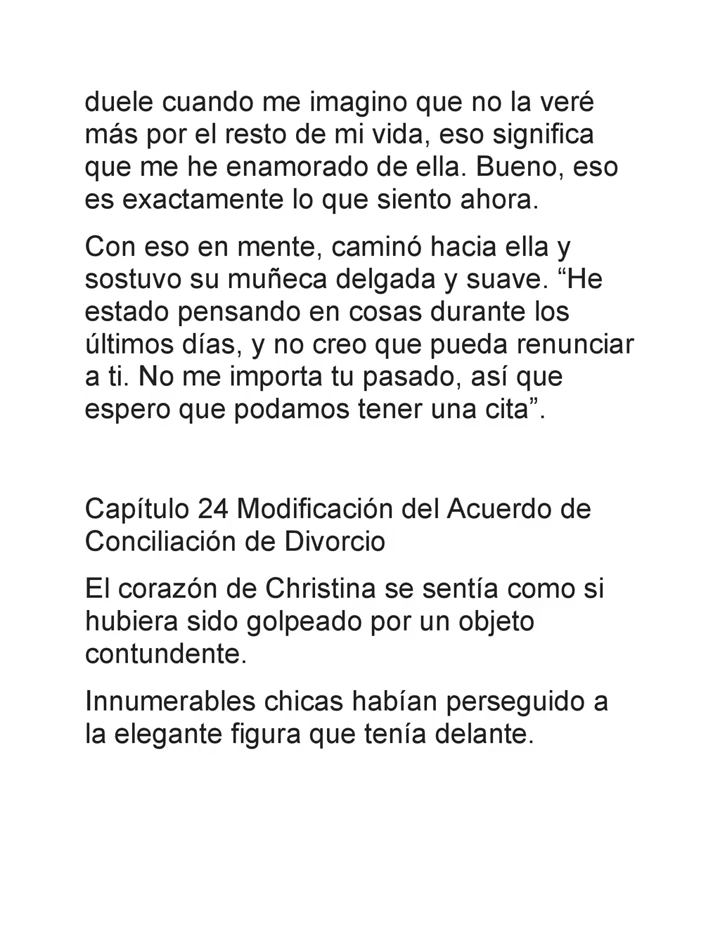 duele cuando me imagino que no la veré
más por el resto de mi vida, eso significa
que me he enamorado de ella. Bueno, eso
es exactamente lo que siento ahora.
Con eso en mente, caminó hacia ella y
sostuvo su muñeca delgada y suave. “He
estado pensando en cosas durante los
últimos días, y no creo que pueda renunciar
a ti. No me importa tu pasado, así que
espero que podamos tener una cita”.
Capítulo 24 Modificación del Acuerdo de
Conciliación de Divorcio
El corazón de Christina se sentía como si
hubiera sido golpeado por un objeto
contundente.
Innumerables chicas habían perseguido a
la elegante figura que tenía delante.